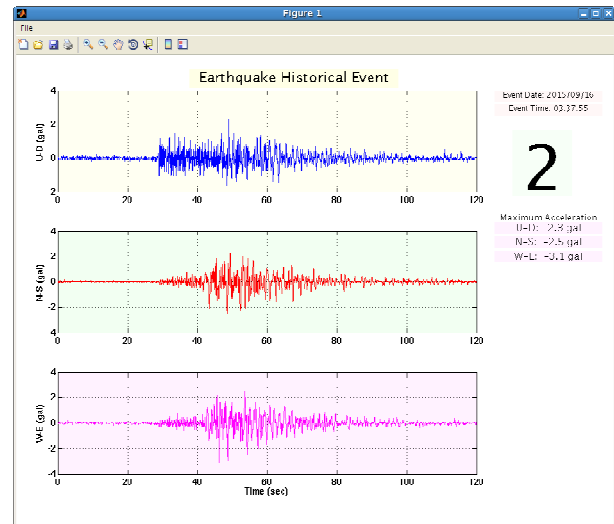 Figure 1
File
Earthquake Historical Event
Event Date: 2015/09/16
Event Time: 03:37:55
2
Maximum Acceleration
U-D: 2.3 gal
N-S: -2.5 gal
W-E: -3.1 gal
U-D (gal)
4
2
0
2
0 20 40 60 80 100 120
N-S (gal)
4
2
0
-2
-4
0 20 40 60 80 100 120
W-E (gal)
4
2
0
-2
-4
0 20 40 60 80 100 120
Time (sec)